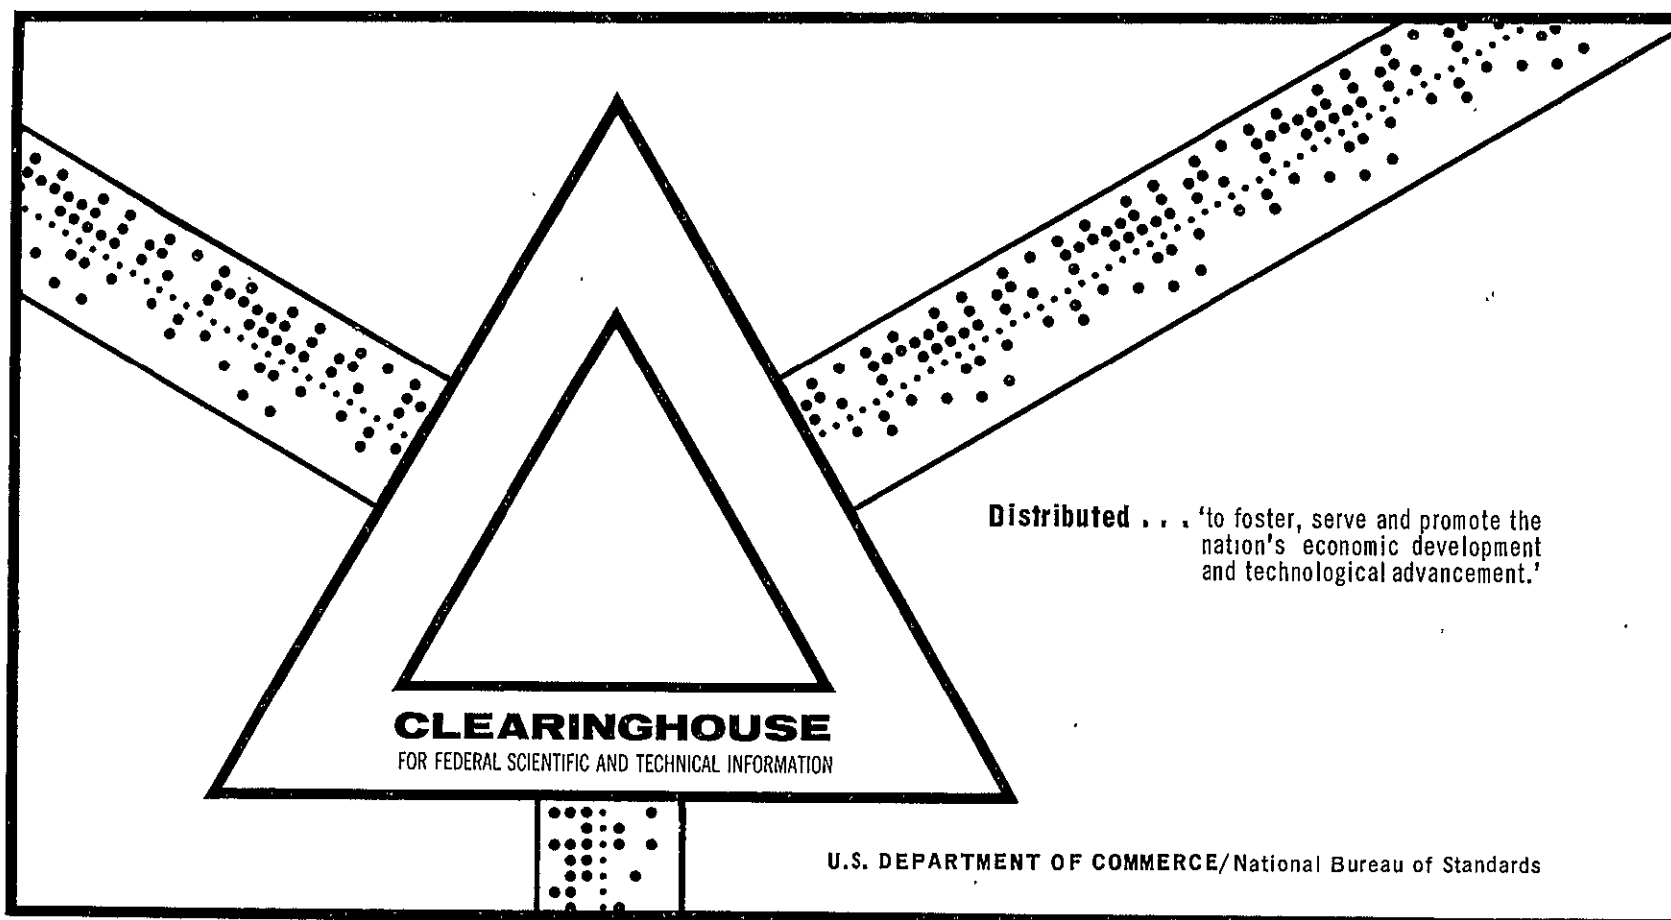 Distributed . . . ‘to foster, serve and promote the
nation's economic development
and technological advancement.’
CLEARINGHOUSE
FOR FEDERAL SCIENTIFIC AND TECHNICAL INFORMATION
U.S. DEPARTMENT OF COMMERCE/National Bureau of Standards